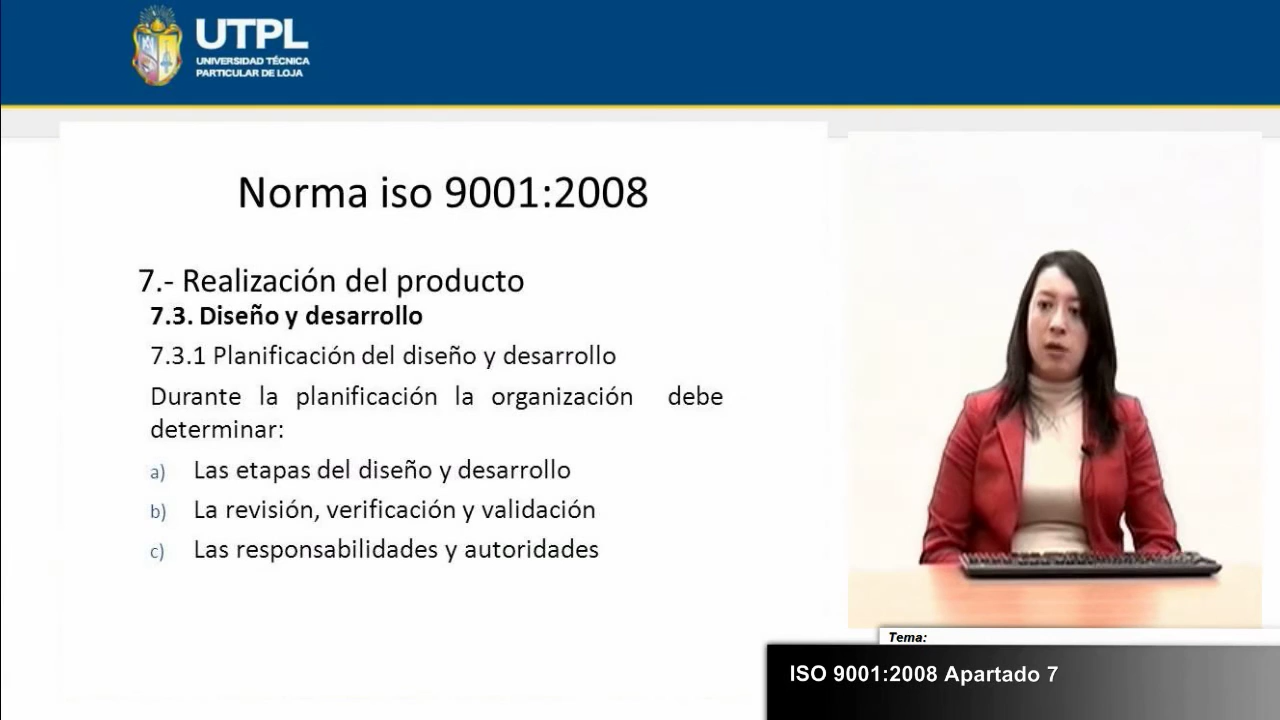 UTPL
UNIVERSIDAD TÉCNICA
PARTICULAR DE LOJA
Norma iso 9001:2008
7.- Realización del producto
7.3. Diseño y desarrollo
7.3.1 Planificación del diseño y desarrollo
Durante la planificación la organización debe
determinar:
a) Las etapas del diseño y desarrollo
b) La revisión, verificación y validación
c) Las responsabilidades y autoridades
Tema:
ISO 9001:2008 Apartado 7